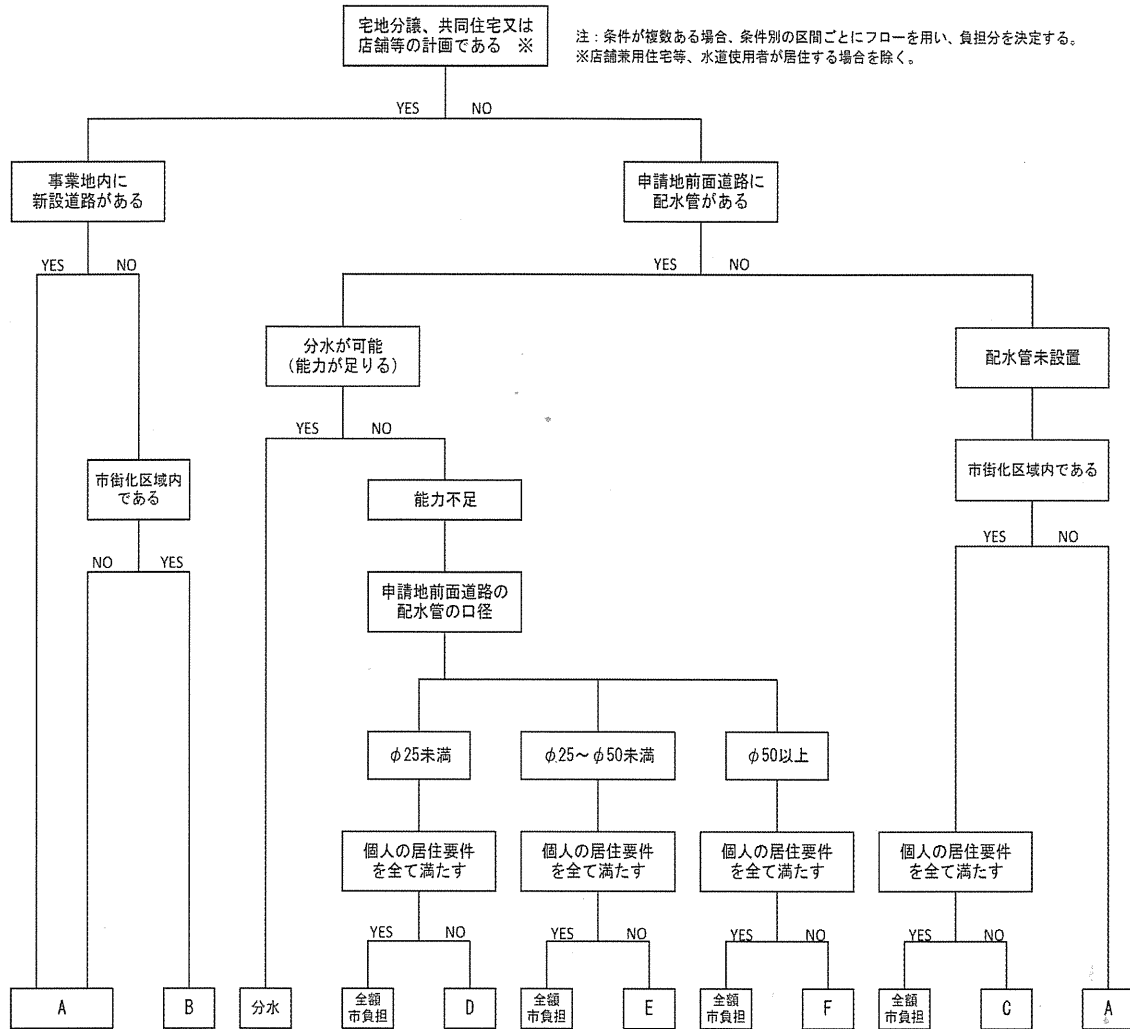 宅地分譲、共同住宅又は
店舗等の計画である ※
注：条件が複数ある場合、条件別の区間ごとにフローを用い、負担分を決定する。
※店舗兼用住宅等、水道使用者が居住する場合を除く。
YES NO
事業地内に
新設道路がある
申請地前面道路に
配水管がある
YES NO
YES NO
分水が可能
(能力が足りる)
配水管未設置
YES NO
市街化区域内
である
能力不足
市街化区域内である
YES NO
NO YES
申請地前面道路の
配水管の口径
φ25未満
φ25～φ50未満
φ50以上
個人の居住要件
を全て満たす
個人の居住要件
を全て満たす
個人の居住要件
を全て満たす
個人の居住要件
を全て満たす
YES NO
YES NO
YES NO
YES NO
A
B
分水
全額
市負担
D
全額
市負担
E
全額
市負担
F
全額
市負担
C
A